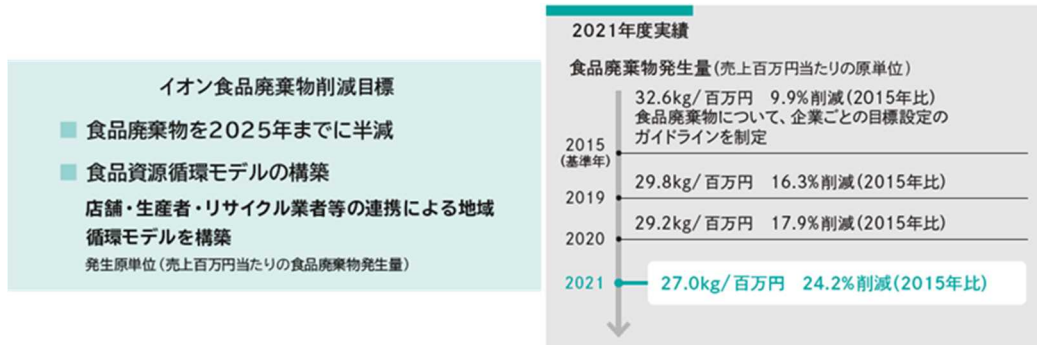 イオン食品廃棄物削減目標
食品廃棄物を2025年までに半減
食品資源循環モデルの構築
店舗・生産者・リサイクル業者等の連携による地域
循環モデルを構築
発生原単位(売上百万円当たりの食品廃棄物発生量)
2021年度実績
食品廃棄物発生量(売上百万円当たりの原単位)
32.6kg/百万円 9.9%削減(2015年比)
食品廃棄物について、企業ごとの目標設定の
ガイドラインを制定
2015
(基準年)
29.8kg/百万円 16.3%削減(2015年比)
2019
29.2kg/百万円 17.9%削減(2015年比)
2020
2021 27.0kg/百万円 24.2%削減(2015年比)